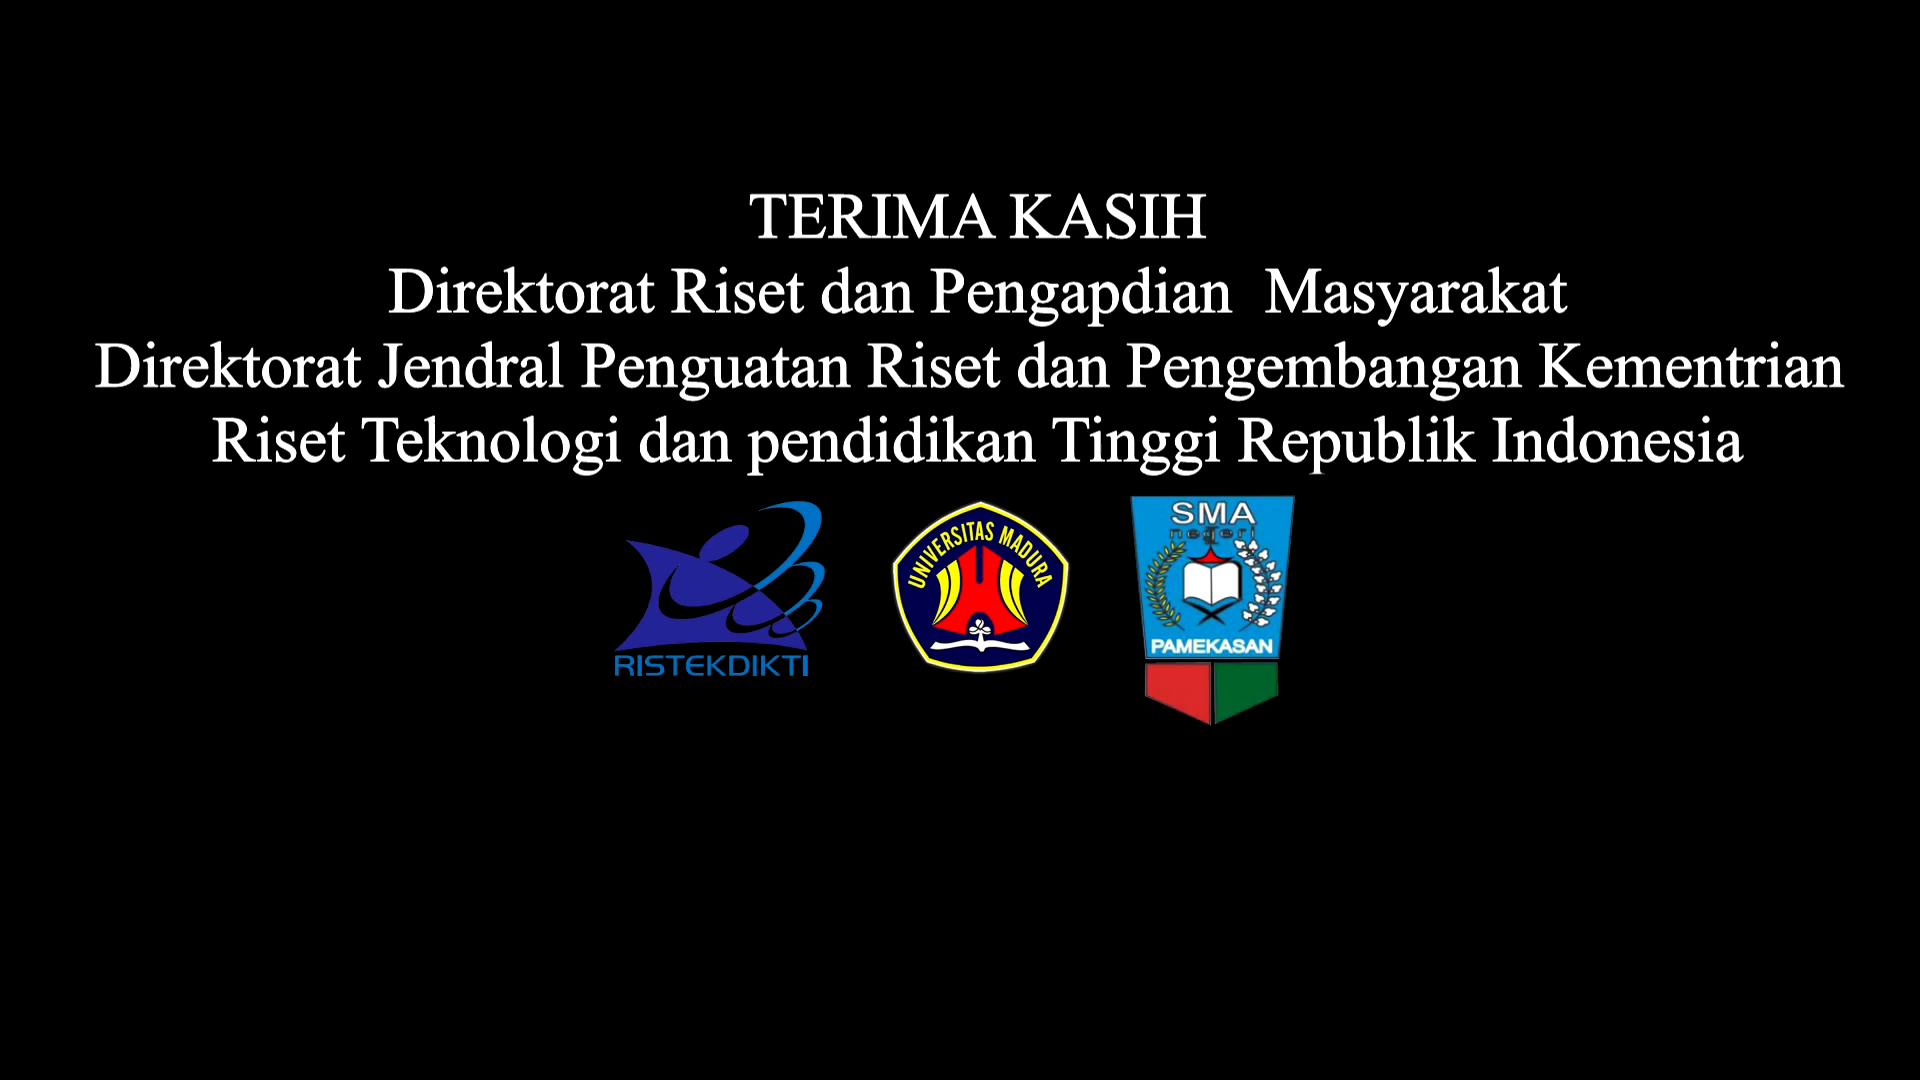 TERIMA KASIH
Direktorat Riset dan Pengapdian  Masyarakat
Direktorat Jendral Penguatan Riset dan Pengembangan Kementrian
Riset Teknologi dan pendidikan Tinggi Republik Indonesia
RISTEKDIKTI
UNIVERSITAS MADURA
SMA
negeri
PAMEKASAN